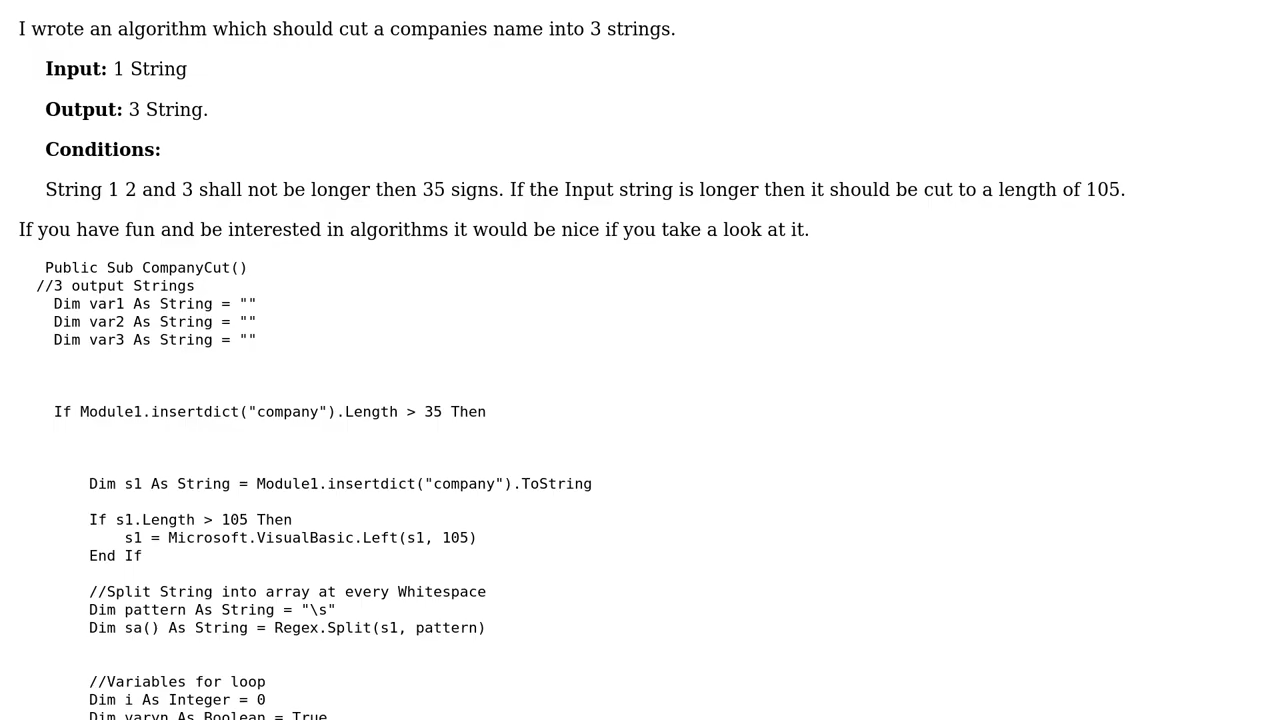 I wrote an algorithm which should cut a companies name into 3 strings.
Input: 1 String
Output: 3 String.
Conditions:
String 1 2 and 3 shall not be longer then 35 signs. If the Input string is longer then it should be cut to a length of 105.
If you have fun and be interested in algorithms it would be nice if you take a look at it.
Public Sub CompanyCut()
//3 output Strings
Dim var1 As String = ""
Dim var2 As String = ""
Dim var3 As String = ""
If Module1.insertdict("company").Length > 35 Then
Dim s1 As String = Module1.insertdict("company").ToString
If s1.Length > 105 Then
s1 = Microsoft.VisualBasic.Left(s1, 105)
End If
//Split String into array at every Whitespace
Dim pattern As String = "\s"
Dim sa() As String = Regex.Split(s1, pattern)
//Variables for loop
Dim i As Integer = 0
Dim varyn As Boolean = True